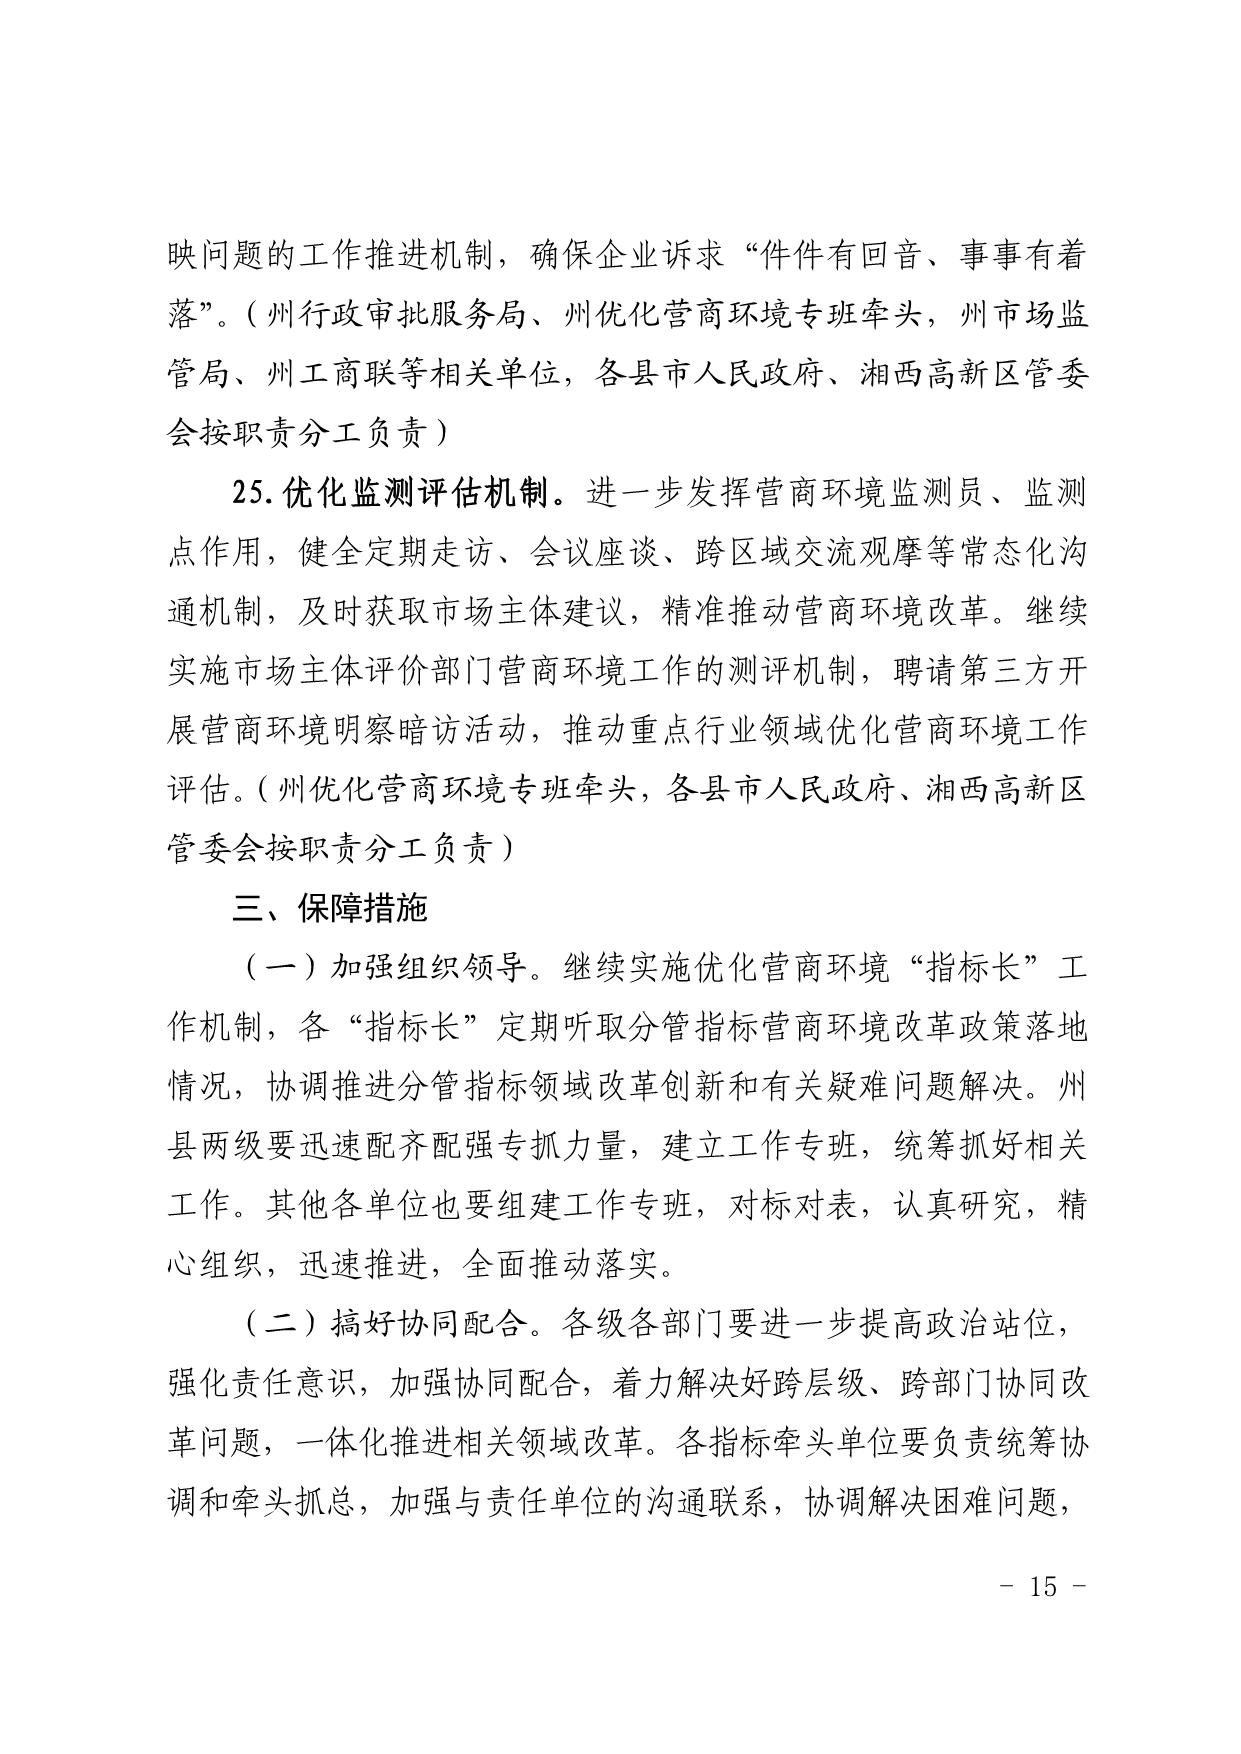 映问题的工作推进机制，确保企业诉求“件件有回音、事事有着
落”。（州行政审批服务局、州优化营商环境专班牵头，州市场监
管局、州工商联等相关单位，各县市人民政府、湘西高新区管委
会按职责分工负责）
25.优化监测评估机制。进一步发挥营商环境监测员、监测
点作用，健全定期走访、会议座谈、跨区域交流观摩等常态化沟
通机制，及时获取市场主体建议，精准推动营商环境改革。继续
实施市场主体评价部门营商环境工作的测评机制，聘请第三方开
展营商环境明察暗访活动，推动重点行业领域优化营商环境工作
评估。（州优化营商环境专班牵头，各县市人民政府、湘西高新区
管委会按职责分工负责）
三、保障措施
（一）加强组织领导。继续实施优化营商环境“指标长”工
作机制，各“指标长”定期听取分管指标营商环境改革政策落地
情况，协调推进分管指标领域改革创新和有关疑难问题解决。州
县两级要迅速配齐配强专抓力量，建立工作专班，统筹抓好相关
工作。其他各单位也要组建工作专班，对标对表，认真研究，精
心组织，迅速推进，全面推动落实。
（二）搞好协同配合。各级各部门要进一步提高政治站位，
强化责任意识，加强协同配合，着力解决好跨层级、跨部门协同改
革问题，一体化推进相关领域改革。各指标牵头单位要负责统筹协
调和牵头抓总，加强与责任单位的沟通联系，协调解决困难问题，
- 15 -